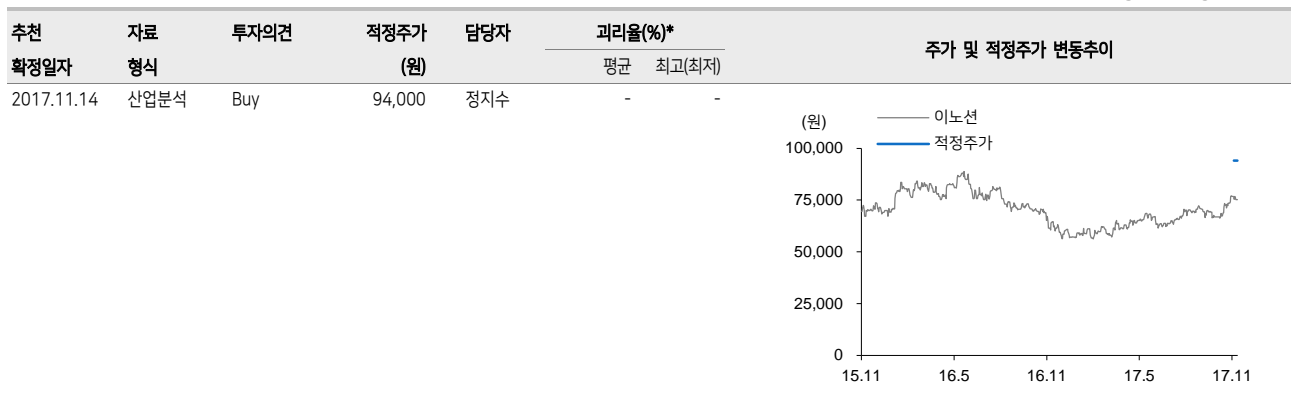 추천 자료 투자의견 적정주가 담당자 괴리율(%)* 주가 및 적정주가 변동추이
확정일자 형식 (원) 평균 최고(최저)
2017.11.14 산업분석 Buy 94,000 정지수 - -
(원)
이노션
적정주가
100,000
75,000
50,000
25,000
0
15.11 16.5 16.11 17.5 17.11